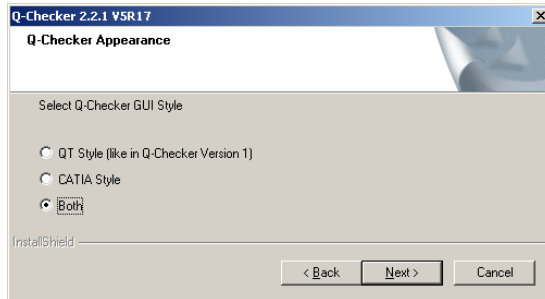 Q-Checker 2.2.1 V5R17
Q-Checker Appearance
Select Q-Checker GUI Style
QT Style (like in Q-Checker Version 1)
CATIA Style
Both
InstallShield
< Back Next > Cancel